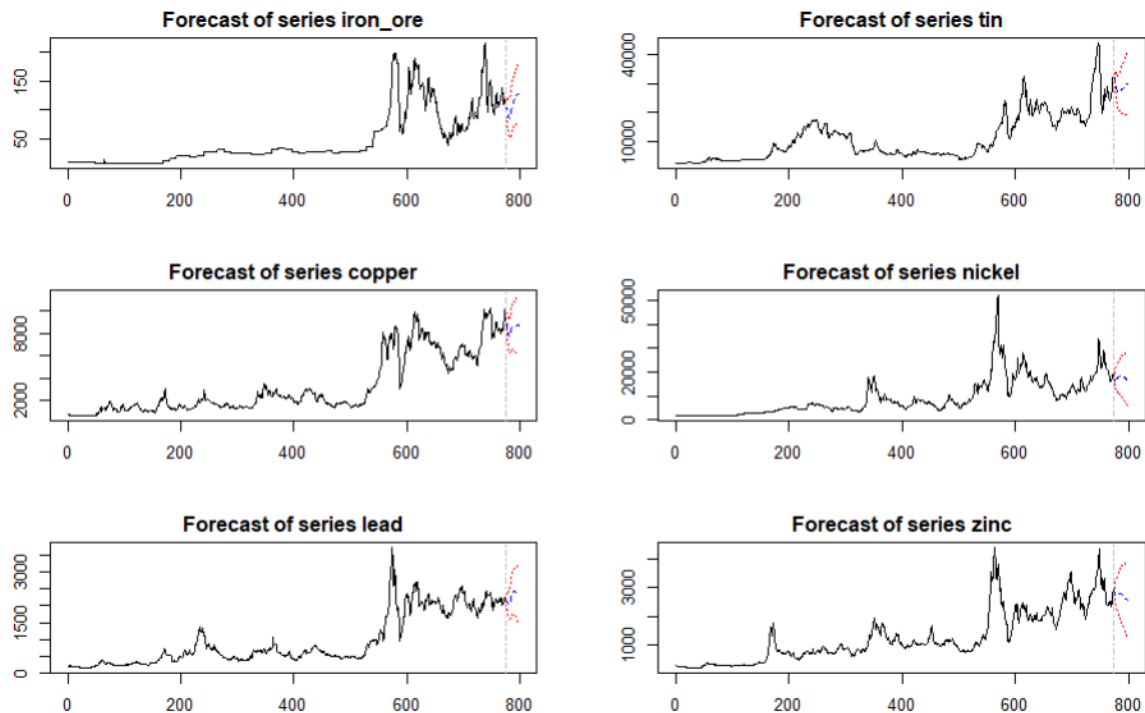 Forecast of series iron_ore
50 150
0 200 400 600 800
Forecast of series tin
10000 40000
0 200 400 600 800
Forecast of series copper
2000 8000
0 200 400 600 800
Forecast of series nickel
0 20000 50000
0 200 400 600 800
Forecast of series lead
0 1500 3000
0 200 400 600 800
Forecast of series zinc
1000 3000
0 200 400 600 800